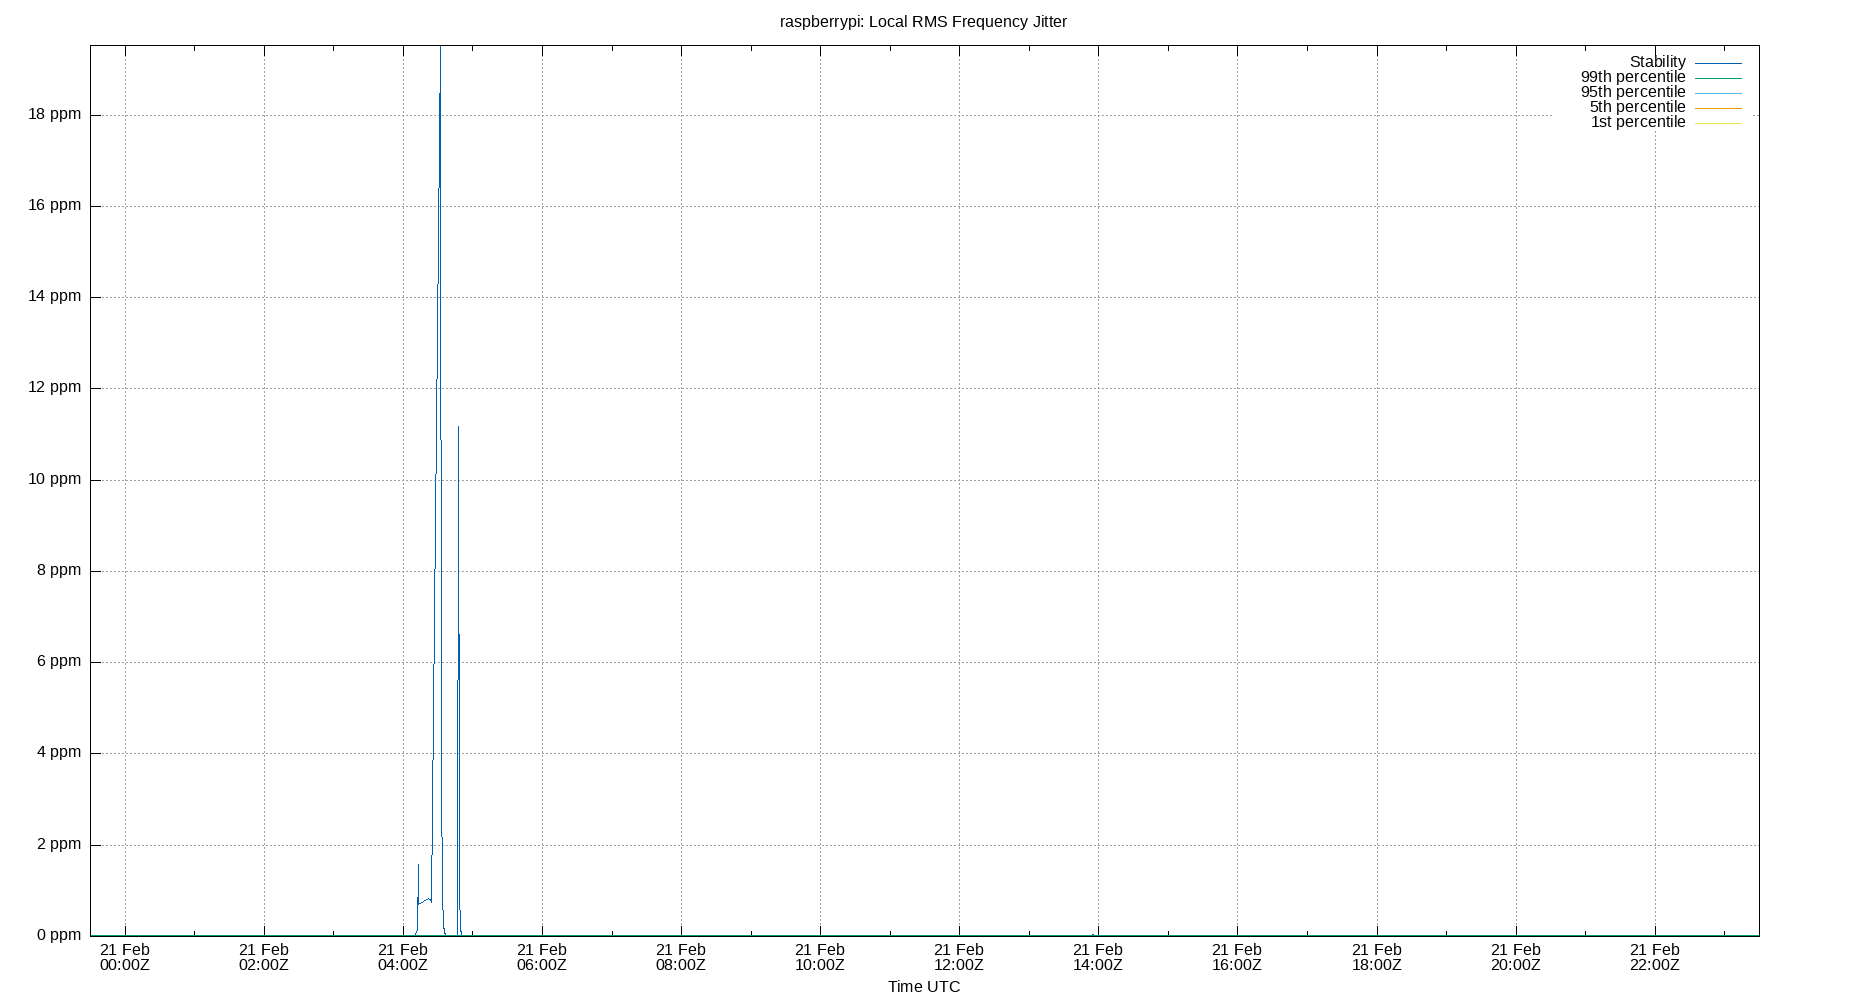 raspberrypi: Local RMS Frequency Jitter
Stability
99th percentile
95th percentile
5th percentile
1st percentile
18 ppm
16 ppm
14 ppm
12 ppm
10 ppm
8 ppm
6 ppm
4 ppm
2 ppm
0 ppm
21 Feb 21 Feb 21 Feb 21 Feb 21 Feb 21 Feb 21 Feb 21 Feb 21 Feb 21 Feb 21 Feb 21 Feb
00:00Z 02:00Z 04:00Z 06:00Z 08:00Z 10:00Z 12:00Z 14:00Z 16:00Z 18:00Z 20:00Z 22:00Z
Time UTC